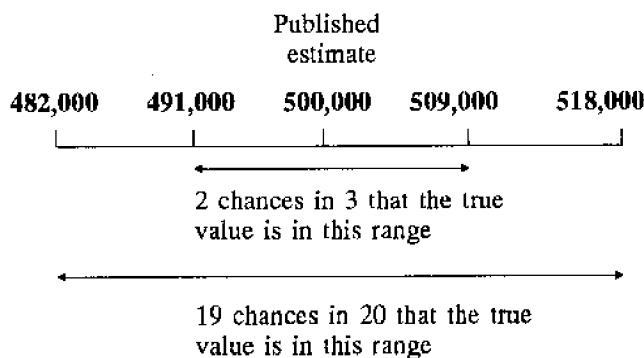 Published
estimate
482,000 491,000 500,000 509,000 518,000
2 chances in 3 that the true
value is in this range
19 chances in 20 that the true
value is in this range